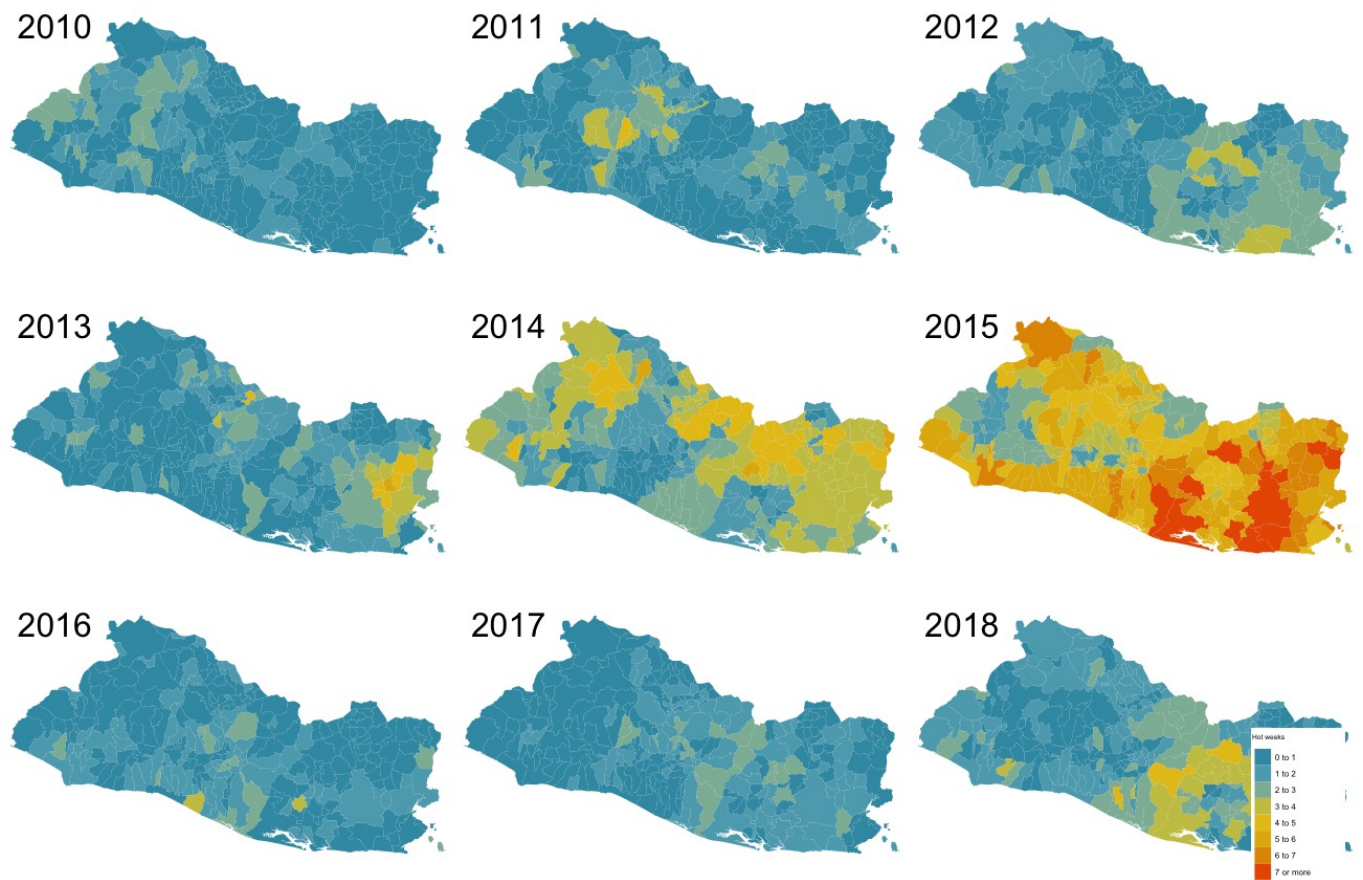 2010
2011
2012
2013
2014
2015
2016
2017
2018
Hot weeks
0 to 1
1 to 2
2 to 3
3 to 4
4 to 5
5 to 6
6 to 7
7 or more